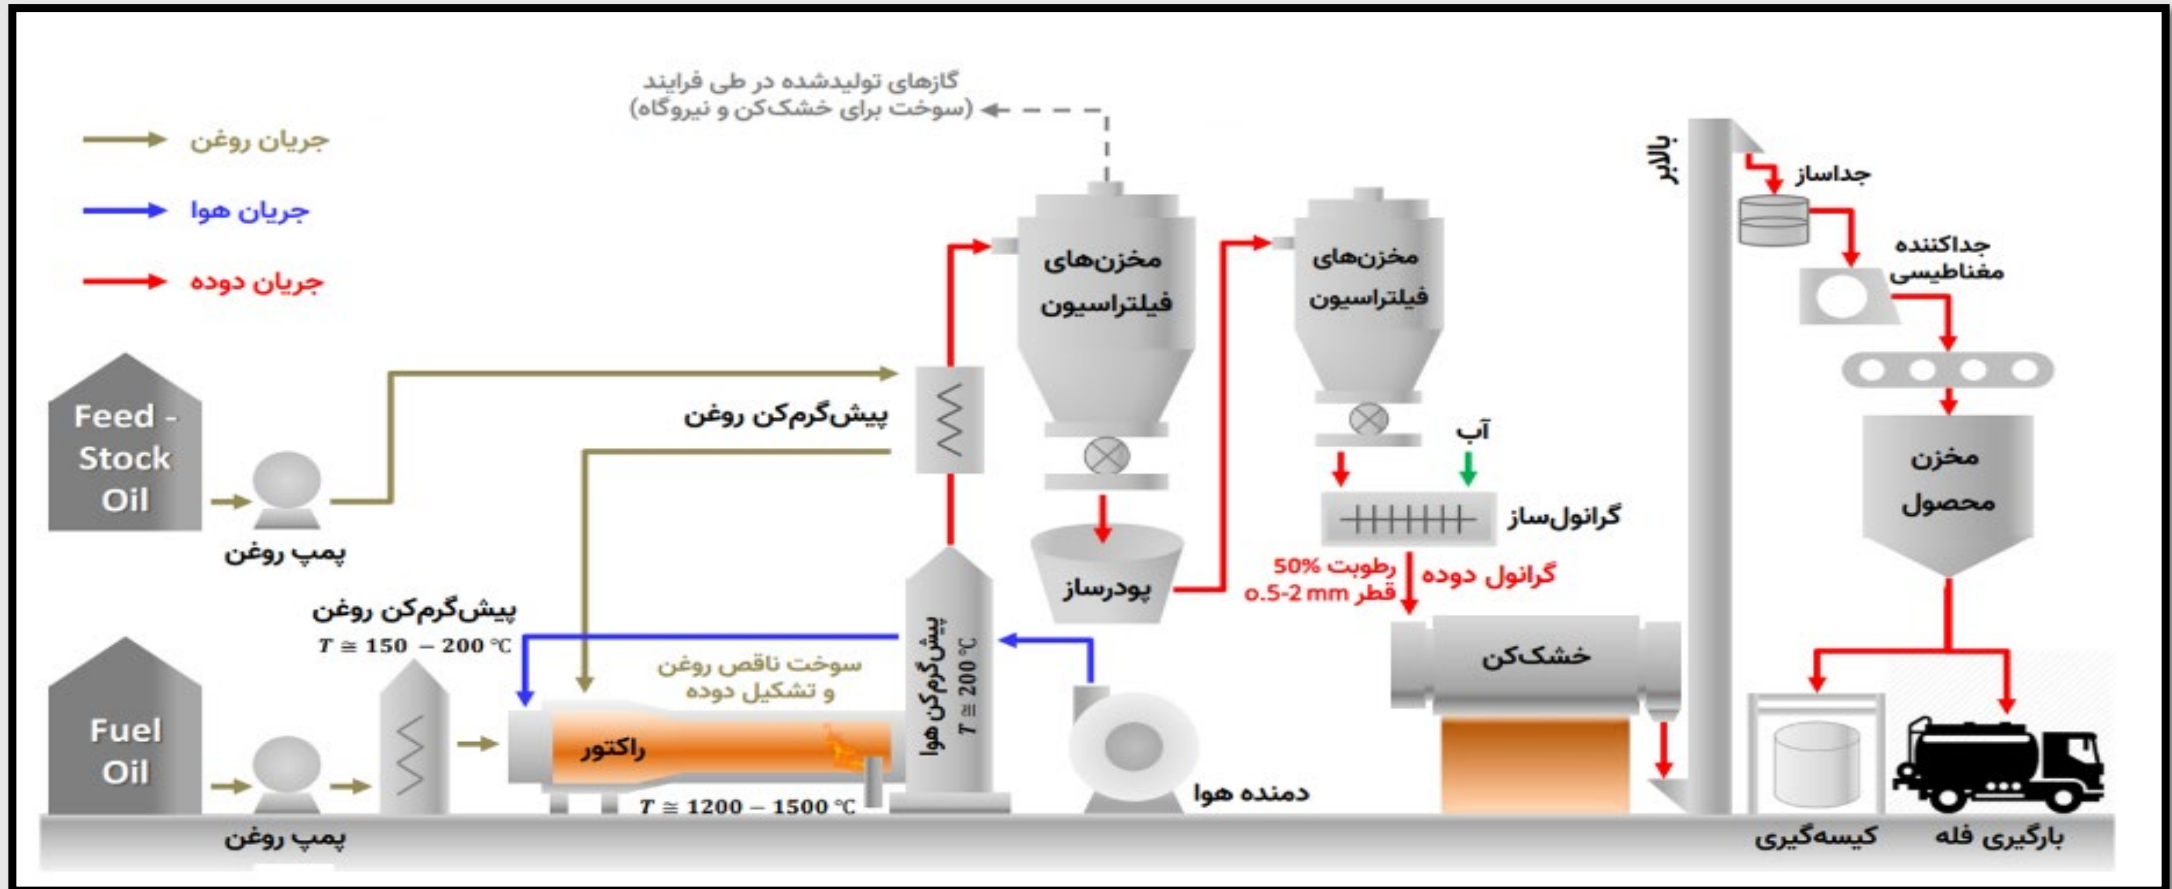 گازهای تولیدشده در طی فرایند
(سوخت برای خشک‌کن و نیروگاه)
جریان روغن
جریان هوا
جریان دوده
بالابر
جداساز
جداکننده
مغناطیسی
مخزن‌های
فیلتراسیون
مخزن‌های
فیلتراسیون
Feed -
Stock
Oil
پمپ روغن
پیش‌گرم‌کن روغن
آب
گرانول‌ساز
مخزن
محصول
رطوبت 50%
قطر 0.5-2 mm
گرانول دوده
پودرساز
پیش‌گرم‌کن روغن
T ≅ 150 – 200 ℃
سوخت ناقص روغن
و تشکیل دوده
پیش‌گرم‌کن هوا
T ≅ 200 ℃
خشک‌کن
Fuel
Oil
راکتور
T ≅ 1200 – 1500 ℃
دمنده هوا
پمپ روغن
کیسه‌گیری
بارگیری فله